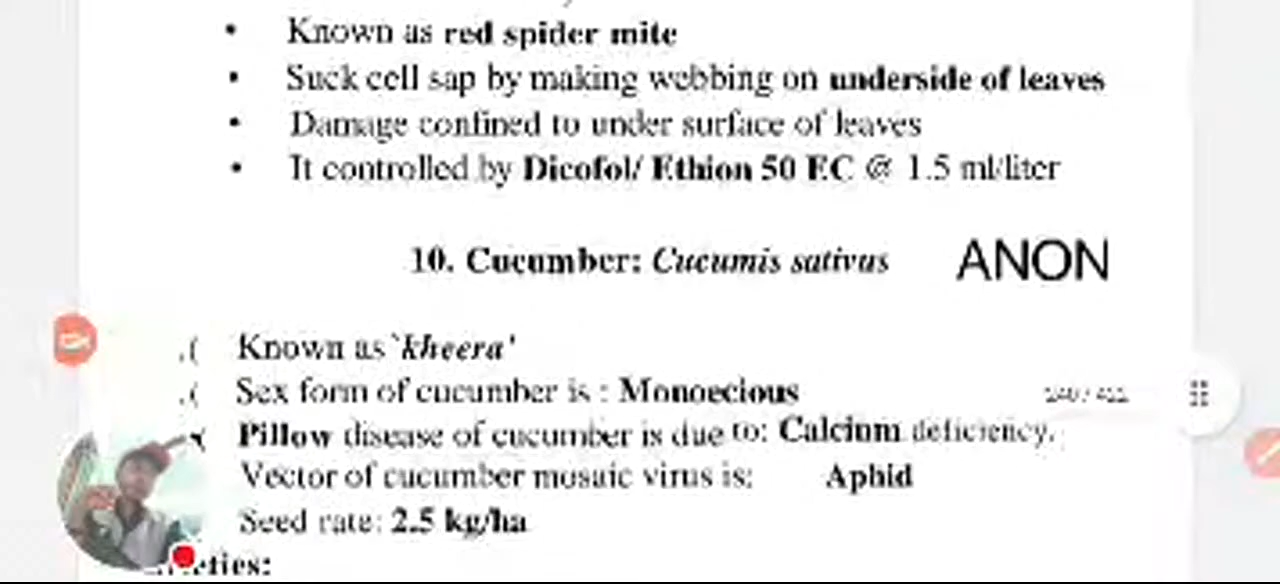 • Known as red spider mite
• Suck cell sap by making webbing on underside of leaves
• Damage confined to under surface of leaves
• It controlled by Dicofol/ Ethion 50 EC @ 1.5 ml/liter
10. Cucumber: Cucumis sativus ANON
Known as `kheera'
Sex form of cucumber is : Monoecious
Pillow disease of cucumber is due to: Calcium deficiency.
Vector of cucumber mosaic virus is: Aphid
Seed rate: 2.5 kg/ha